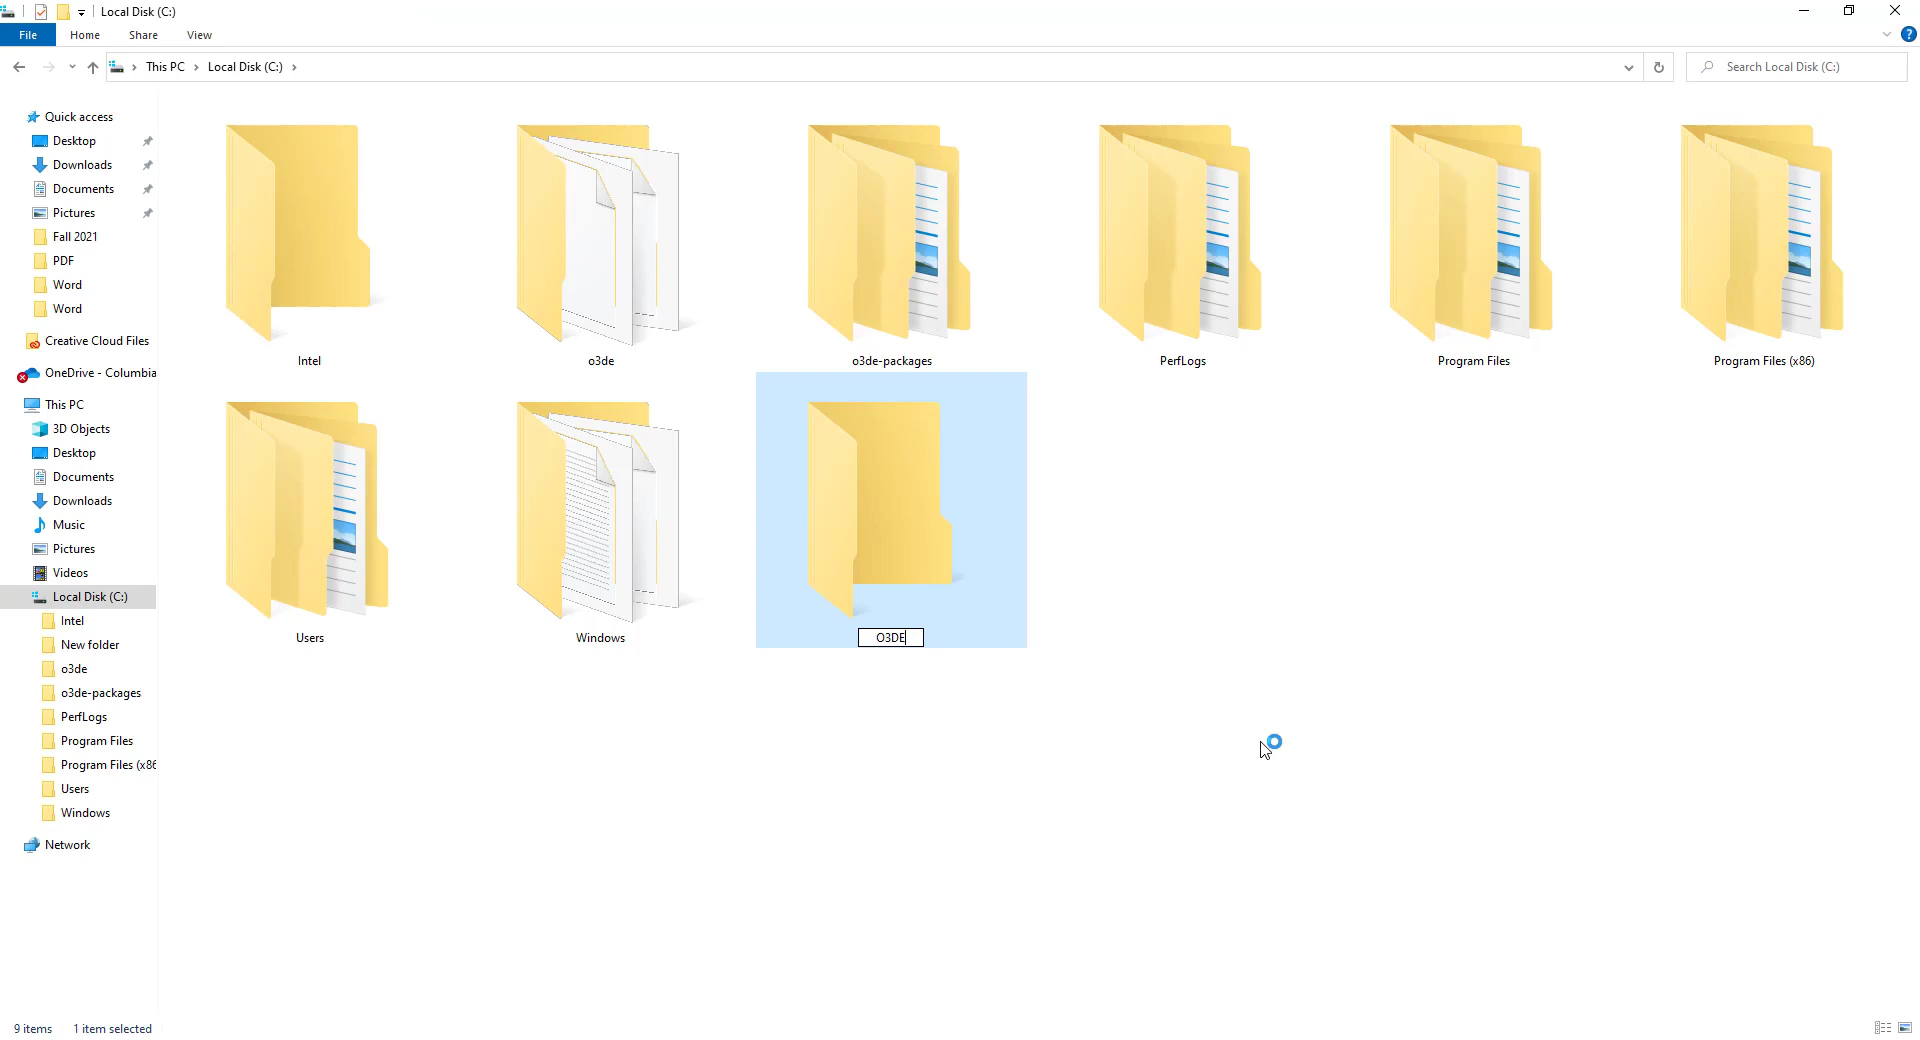 Local Disk (C:)
File Home Share View
?
This PC Local Disk (C:)
Search Local Disk (C:)
Quick access
Desktop
Downloads
Documents
Pictures
Fall 2021
PDF
Word
Word
Creative Cloud Files
OneDrive - Columbia
This PC
3D Objects
Desktop
Documents
Downloads
Music
Pictures
Videos
Local Disk (C:)
Intel
New folder
o3de
o3de-packages
PerfLogs
Program Files
Program Files (x86
Users
Windows
Network
Intel o3de o3de-packages PerfLogs Program Files Program Files (x86)
Users Windows O3DE
9 items 1 item selected